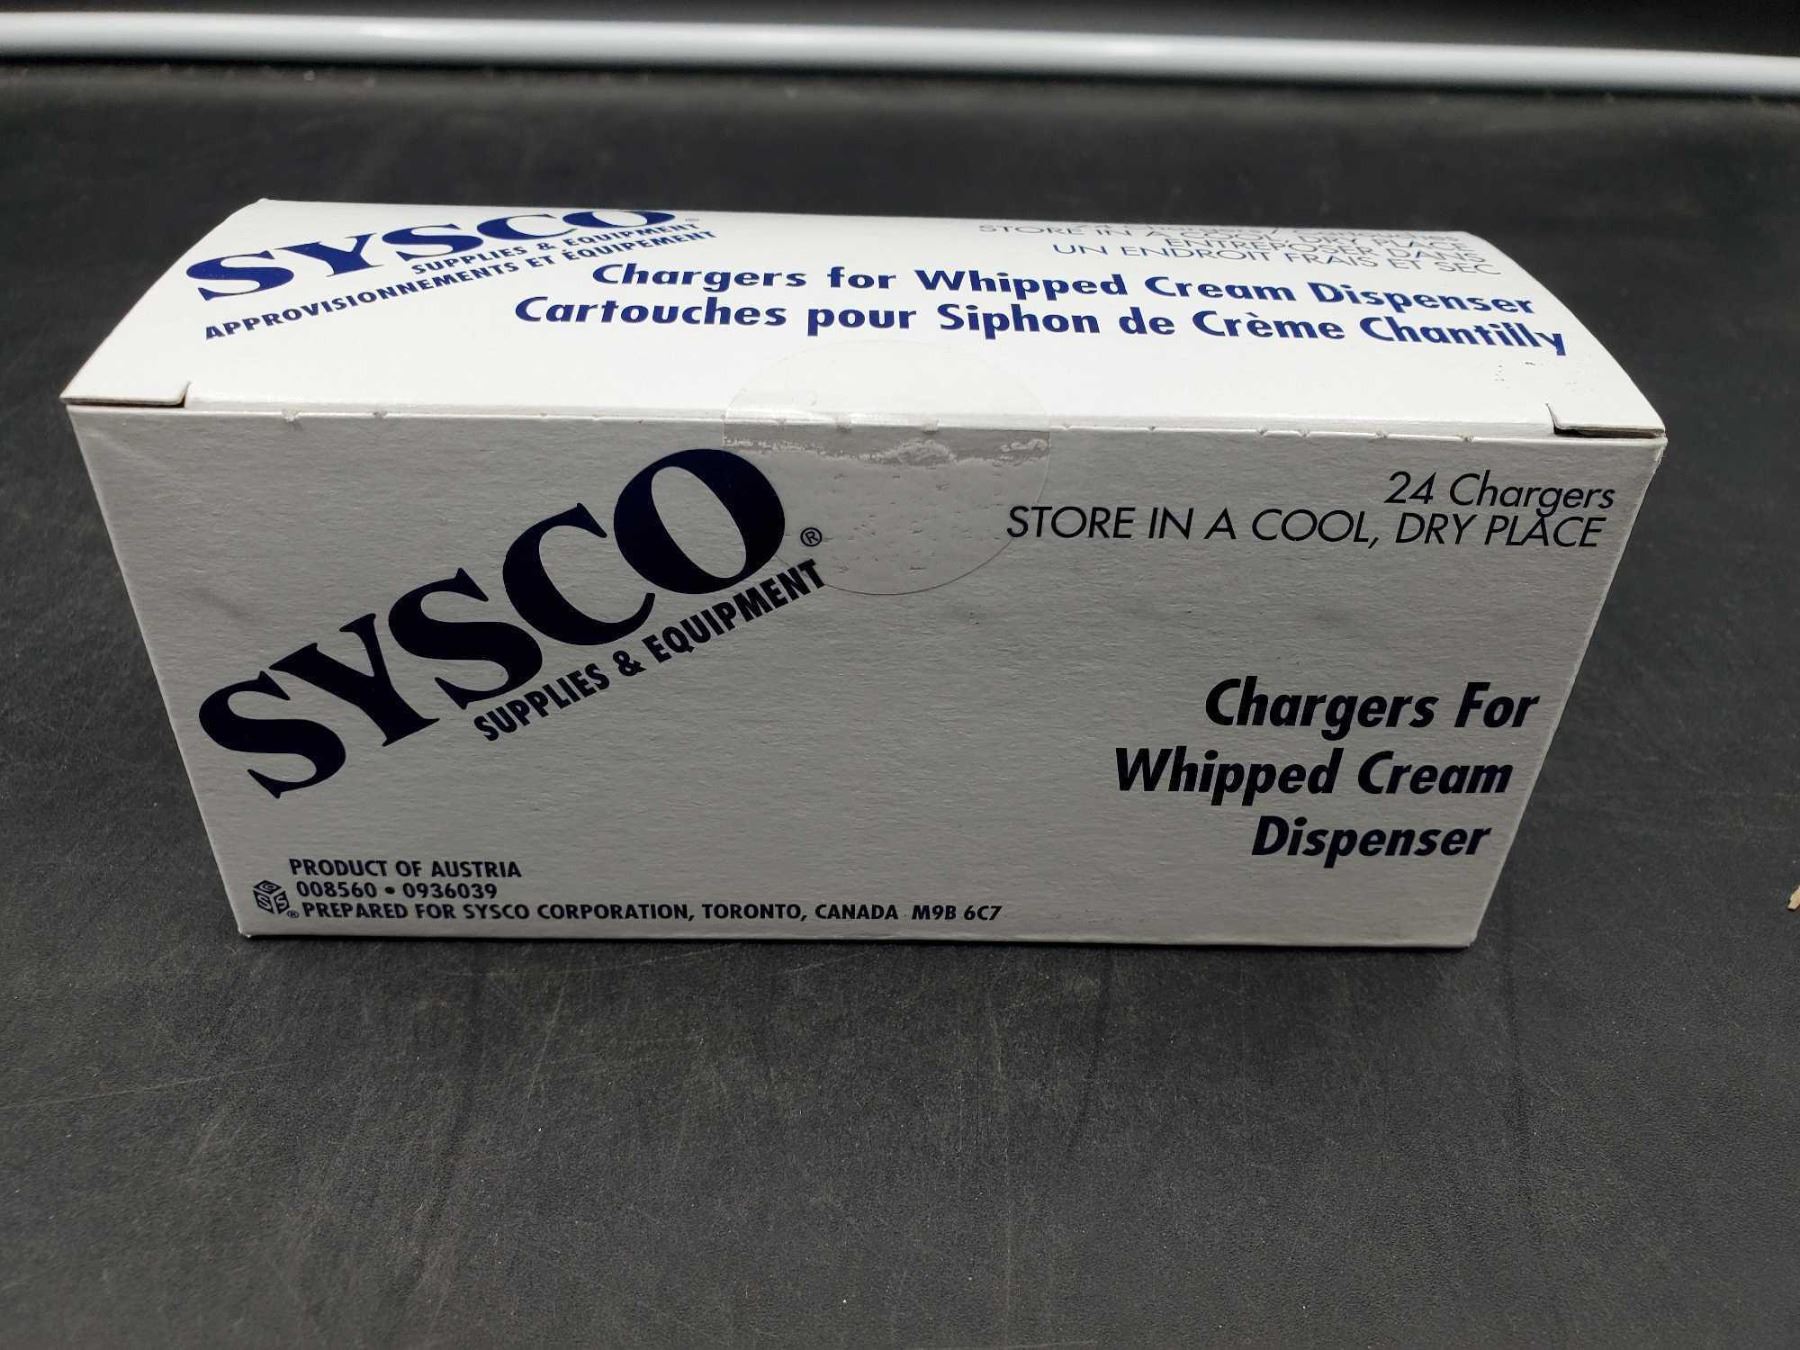 SYSCO®
SUPPLIES & EQUIPMENT
APPROVISIONNEMENTS ET ÉQUIPEMENT
STORE IN A COOL, DRY PLACE
ENTREPOSER DANS
UN ENDROIT FRAIS ET SEC
Chargers for Whipped Cream Dispenser
Cartouches pour Siphon de Crème Chantilly
SYSCO®
SUPPLIES & EQUIPMENT
24 Chargers
STORE IN A COOL, DRY PLACE
Chargers For
Whipped Cream
Dispenser
PRODUCT OF AUSTRIA
008560 • 0936039
PREPARED FOR SYSCO CORPORATION, TORONTO, CANADA M9B 6C7